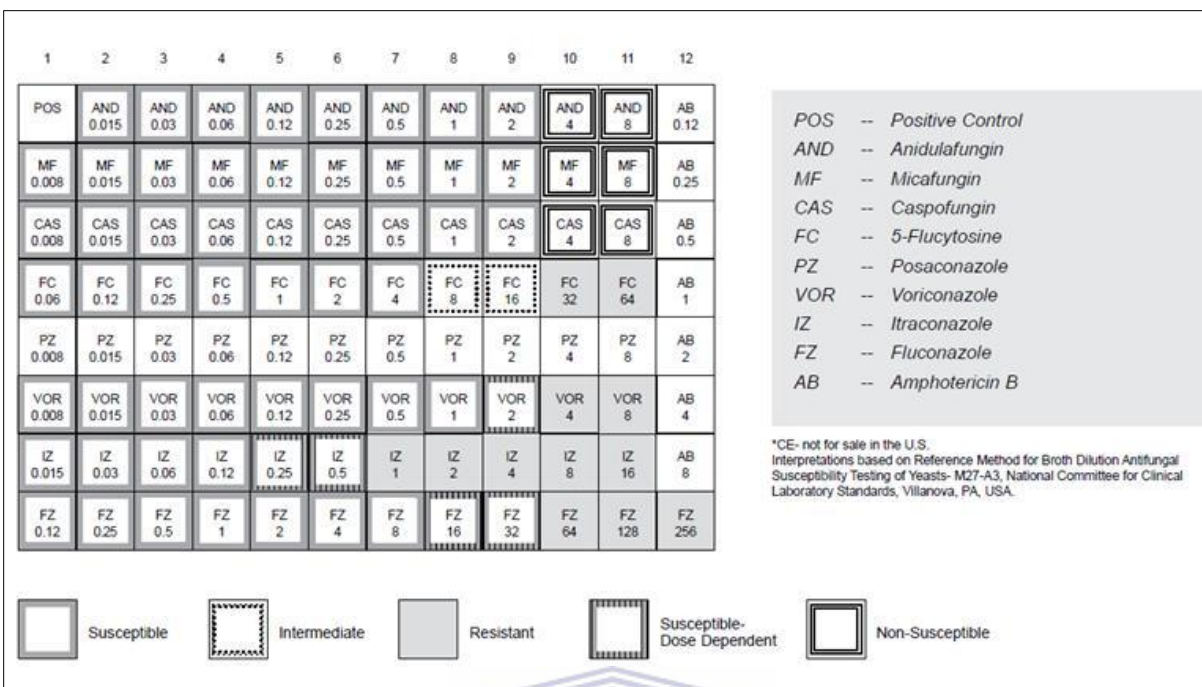 1 2 3 4 5 6 7 8 9 10 11 12
POS AND AND AND AND AND AND AND AND AND AND AB
0.015 0.03 0.06 0.12 0.25 0.5 1 2 4 8 0.12
MF MF MF MF MF MF MF MF MF MF MF AB
0.008 0.015 0.03 0.06 0.12 0.25 0.5 1 2 4 8 0.25
CAS CAS CAS CAS CAS CAS CAS CAS CAS CAS CAS AB
0.008 0.015 0.03 0.06 0.12 0.25 0.5 1 2 4 8 0.5
FC FC FC FC FC FC FC FC FC FC FC AB
0.06 0.12 0.25 0.5 1 2 4 8 16 32 64 1
PZ PZ PZ PZ PZ PZ PZ PZ PZ PZ PZ AB
0.008 0.015 0.03 0.06 0.12 0.25 0.5 1 2 4 8 2
VOR VOR VOR VOR VOR VOR VOR VOR VOR VOR VOR AB
0.008 0.015 0.03 0.06 0.12 0.25 0.5 1 2 4 8 4
IZ IZ IZ IZ IZ IZ IZ IZ IZ IZ IZ AB
0.015 0.03 0.06 0.12 0.25 0.5 1 2 4 8 16 8
FZ FZ FZ FZ FZ FZ FZ FZ FZ FZ FZ FZ
0.12 0.25 0.5 1 2 4 8 16 32 64 128 256
POS -- Positive Control
AND -- Anidulafungin
MF -- Micafungin
CAS -- Caspofungin
FC -- 5-Flucytosine
PZ -- Posaconazole
VOR -- Voriconazole
IZ -- Itraconazole
FZ -- Fluconazole
AB -- Amphotericin B
*CE- not for sale in the U.S.
Interpretations based on Reference Method for Broth Dilution Antifungal
Susceptibility Testing of Yeasts- M27-A3, National Committee for Clinical
Laboratory Standards, Villanova, PA, USA.
Susceptible
Intermediate
Resistant
Susceptible-
Dose Dependent
Non-Susceptible